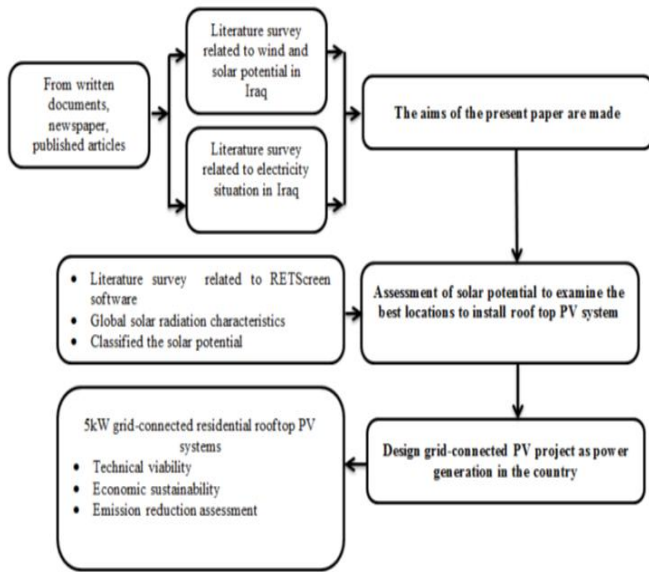 From written
documents,
newspaper,
published articles
Literature survey
related to wind and
solar potential in
Iraq
Literature survey
related to electricity
situation in Iraq
The aims of the present paper are made
• Literature survey related to RETScreen
software
• Global solar radiation characteristics
• Classified the solar potential
Assessment of solar potential to examine the
best locations to install roof top PV system
Design grid-connected PV project as power
generation in the country
5kW grid-connected residential rooftop PV
systems
• Technical viability
• Economic sustainability
• Emission reduction assessment